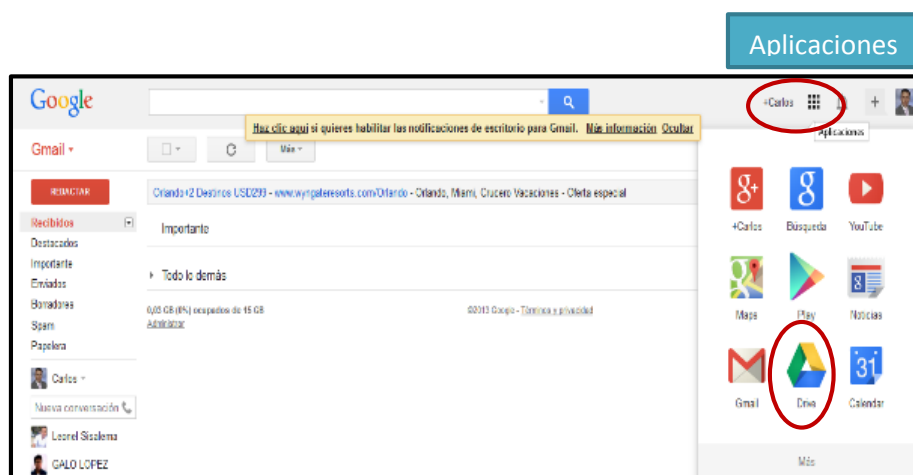 Aplicaciones
Google
+Carlos
Haz clic aquí si quieres habilitar las notificaciones de escritorio para Gmail. Más información Ocultar
Aplicaciones
Gmail
Más
REDACTAR
Orlando+2 Destinos USD299 - www.wynpaleresorts.com/Orlando - Orlando, Miami, Crucero Vacaciones - Oferta especial
Recibidos
Importante
Destacados
Importante
Todo lo demás
Enviados
Borradores
0,03 GB (0%) ocupados de 15 GB
©2013 Google - Términos y privacidad
Administrar
Spam
Papelera
Carlos
Nueva conversación
Leonel Sisalema
GALO LOPEZ
+Carlos Búsqueda YouTube
Maps Play Noticias
31
Gmail Drive Calendar
Más